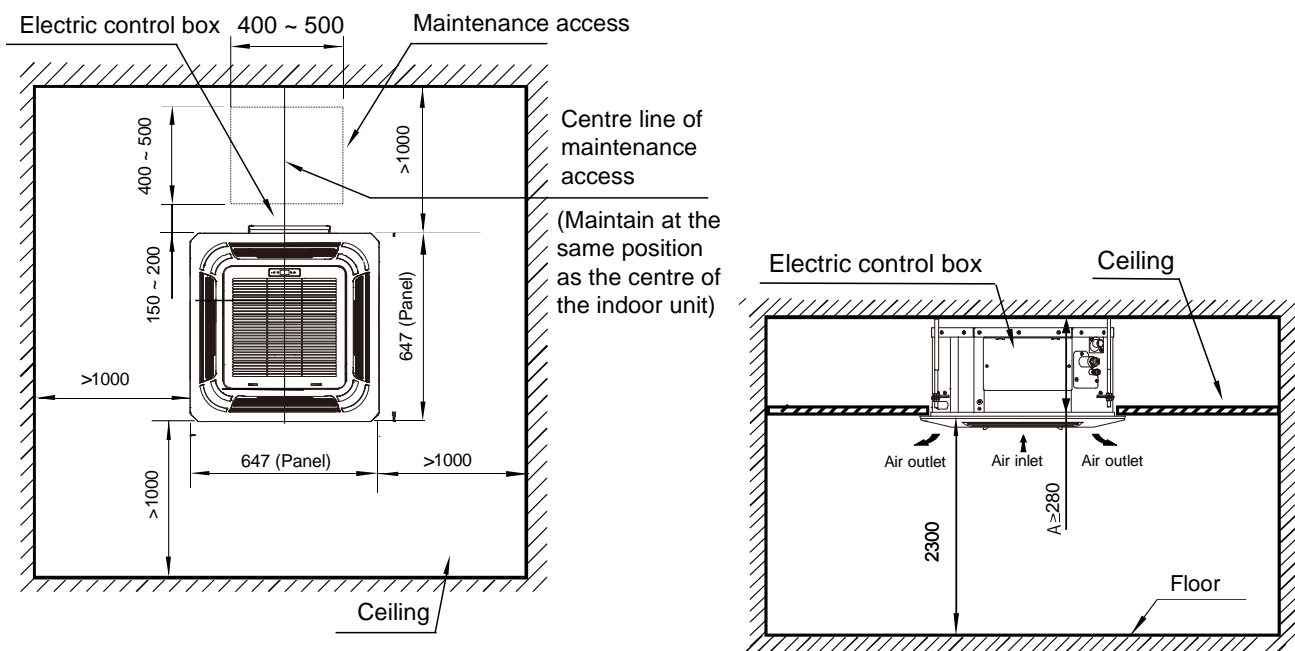 Electric control box
400 ~ 500
Maintenance access
400 ~ 500
>1000
Centre line of
maintenance
access
(Maintain at the
same position
as the centre of
the indoor unit)
150 ~ 200
647 (Panel)
>1000
647 (Panel)
>1000
>1000
Ceiling
Electric control box
Ceiling
Air outlet
Air inlet
Air outlet
A≥280
2300
Floor